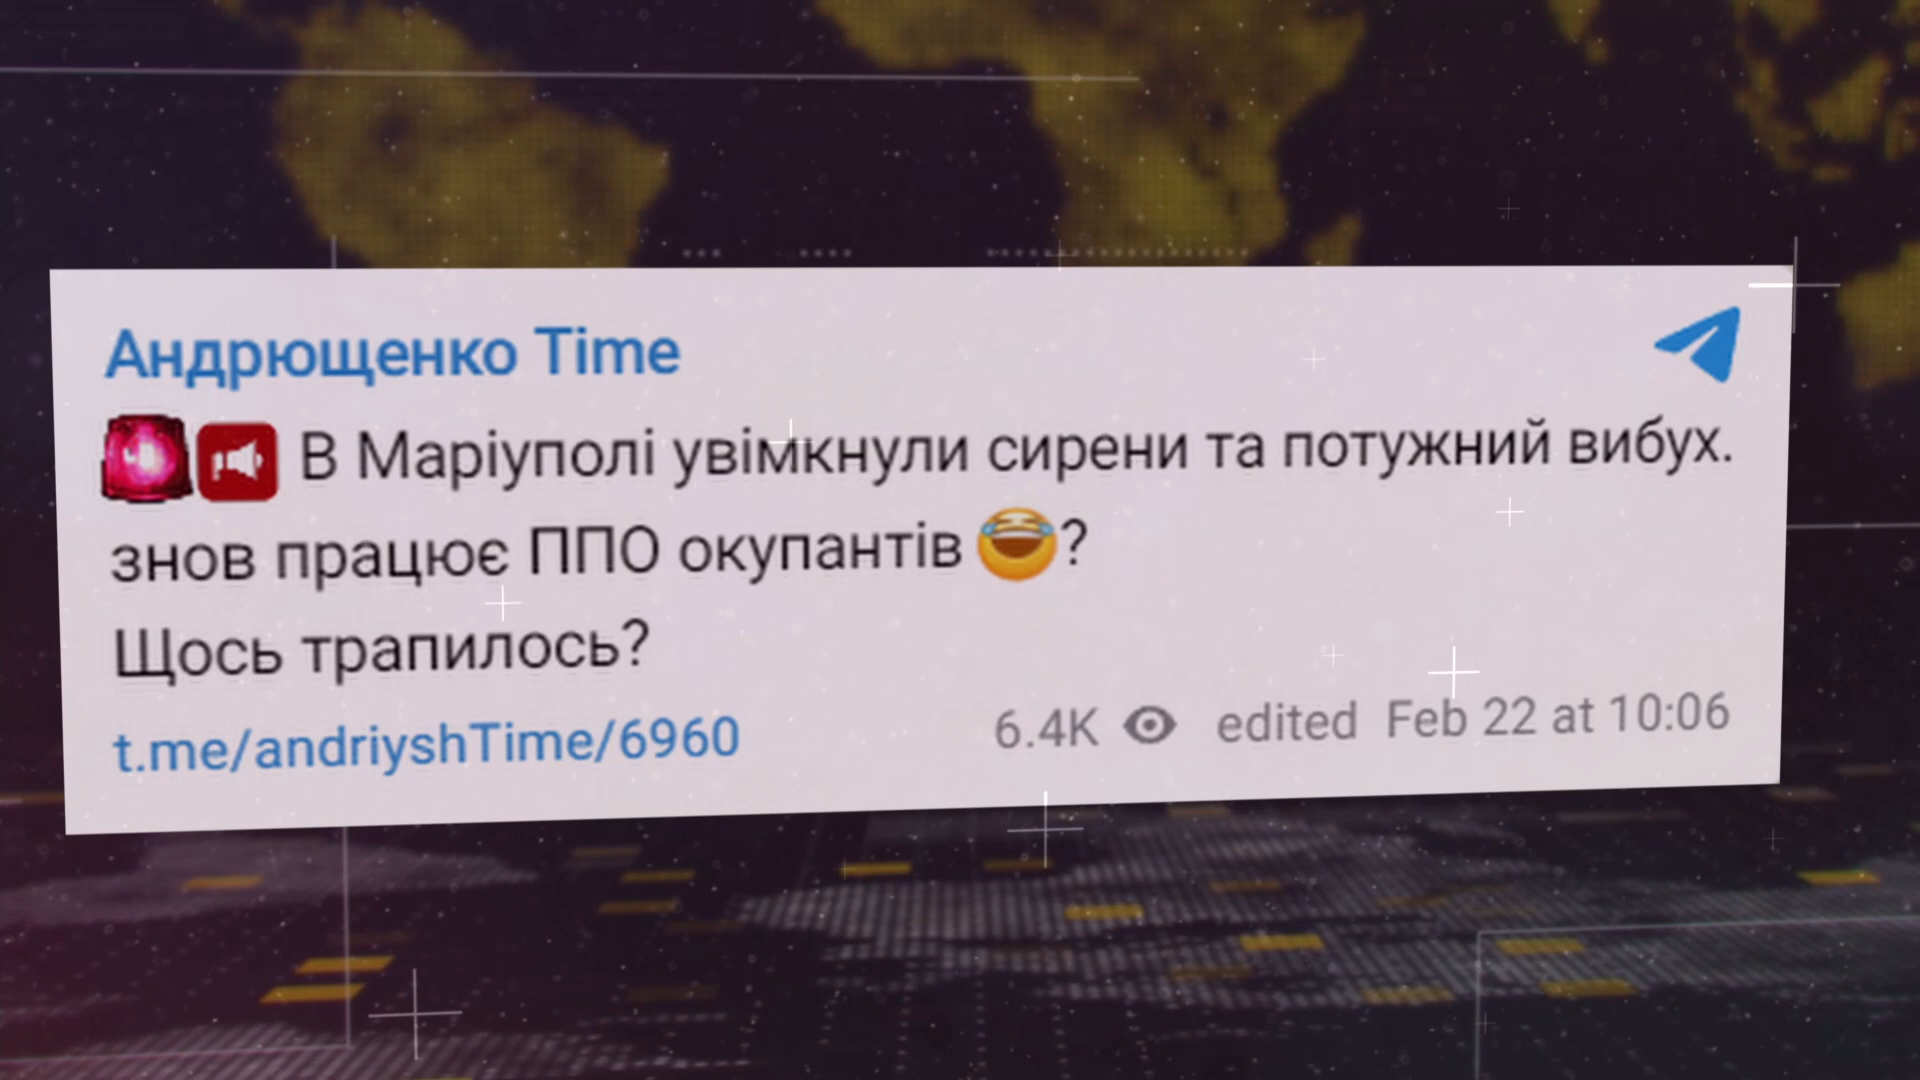 Андрющенко Time
🚨📢 В Маріуполі увімкнули сирени та потужний вибух.
знов працює ППО окупантів 😂?
Щось трапилось?
t.me/andriyshTime/6960 6.4K edited Feb 22 at 10:06